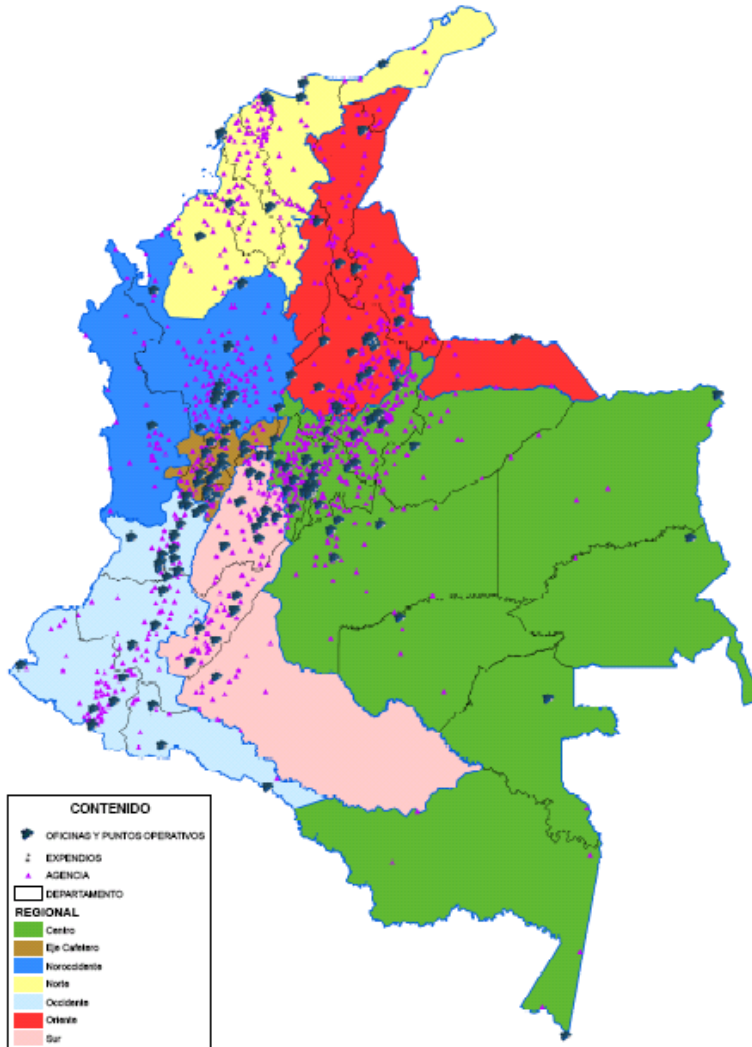 CONTENIDO
OFICINAS Y PUNTOS OPERATIVOS
EXPENDIOS
AGENCIA
DEPARTAMENTO
REGIONAL
Centro
Eje Cafetero
Noroccidente
Norte
Occidente
Oriente
Sur